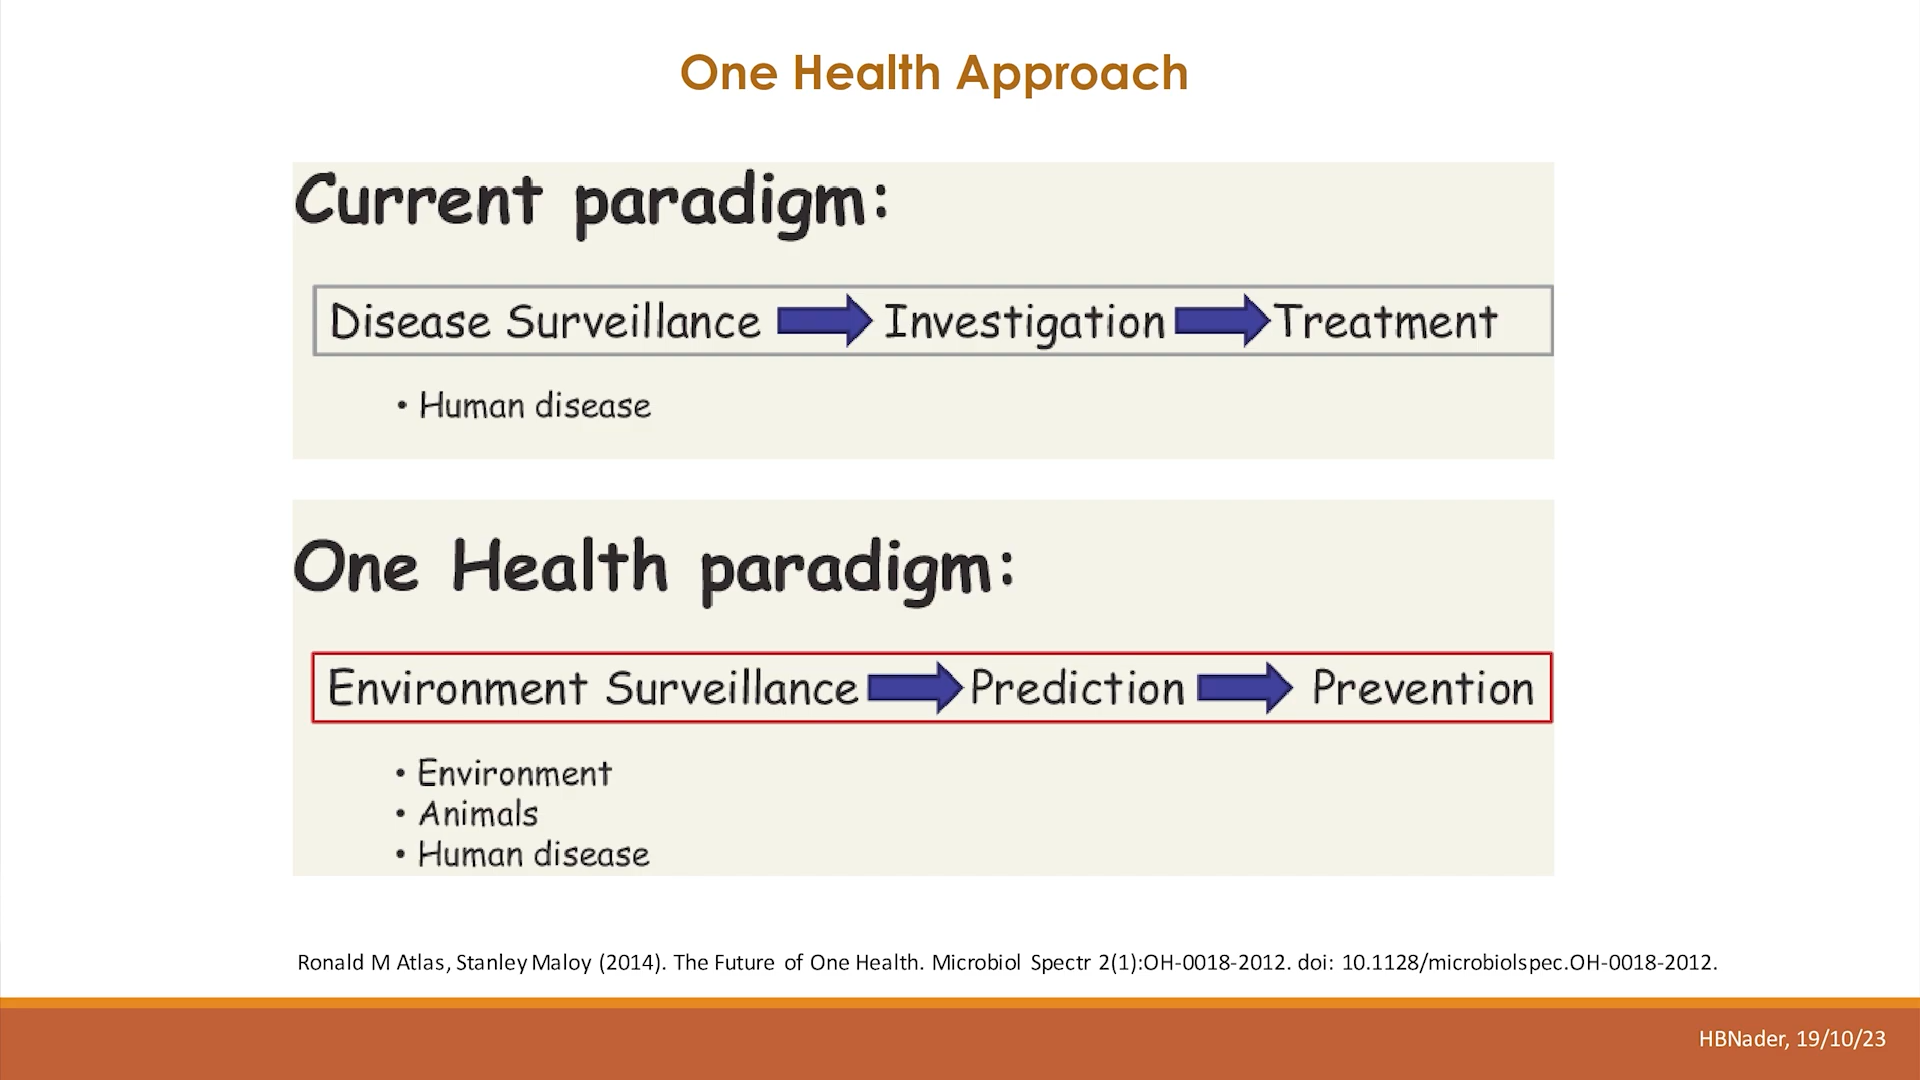 One Health Approach
Current paradigm:
Disease Surveillance Investigation Treatment
• Human disease
One Health paradigm:
Environment Surveillance Prediction Prevention
• Environment
• Animals
• Human disease
Ronald M Atlas, Stanley Maloy (2014). The Future of One Health. Microbiol Spectr 2(1):OH-0018-2012. doi: 10.1128/microbiolspec.OH-0018-2012.
HBNader, 19/10/23